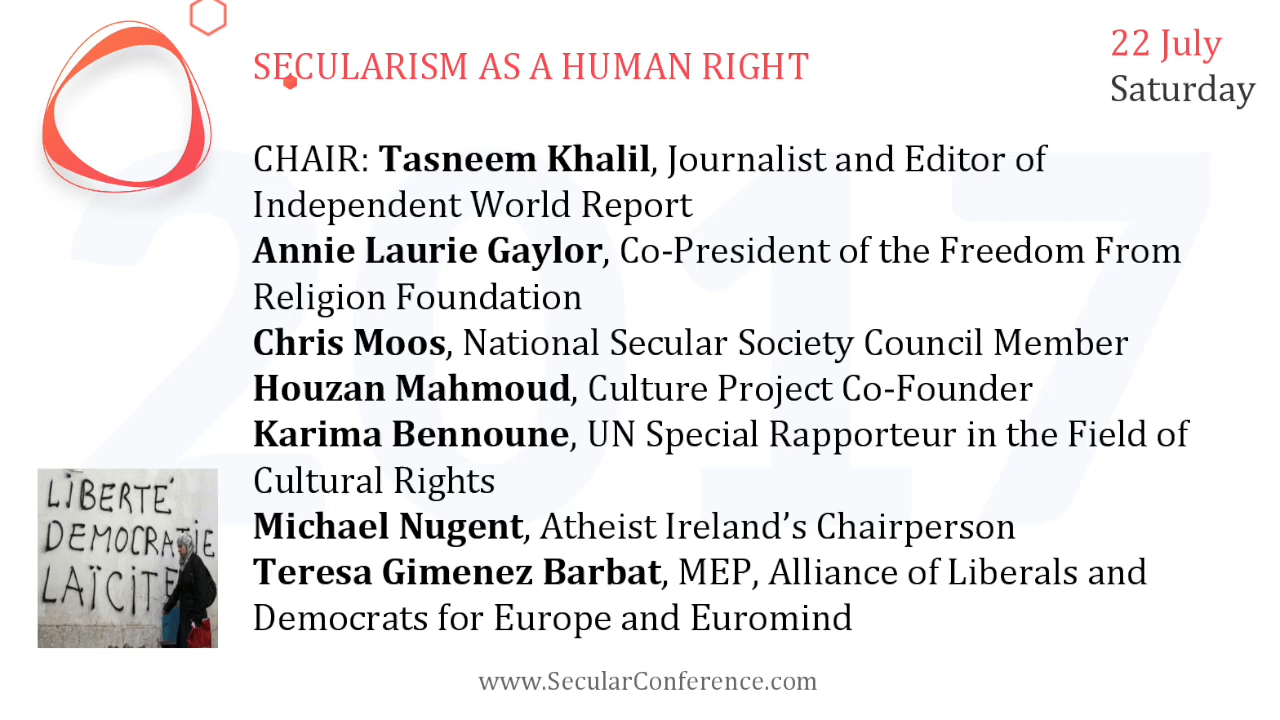 SECULARISM AS A HUMAN RIGHT
22 July
Saturday
CHAIR: Tasneem Khalil, Journalist and Editor of
Independent World Report
Annie Laurie Gaylor, Co-President of the Freedom From
Religion Foundation
Chris Moos, National Secular Society Council Member
Houzan Mahmoud, Culture Project Co-Founder
Karima Bennoune, UN Special Rapporteur in the Field of
Cultural Rights
Michael Nugent, Atheist Ireland’s Chairperson
Teresa Gimenez Barbat, MEP, Alliance of Liberals and
Democrats for Europe and Euromind
2017
LIBERTÉ
DEMOCRATIE
LAÏCITE
www.SecularConference.com